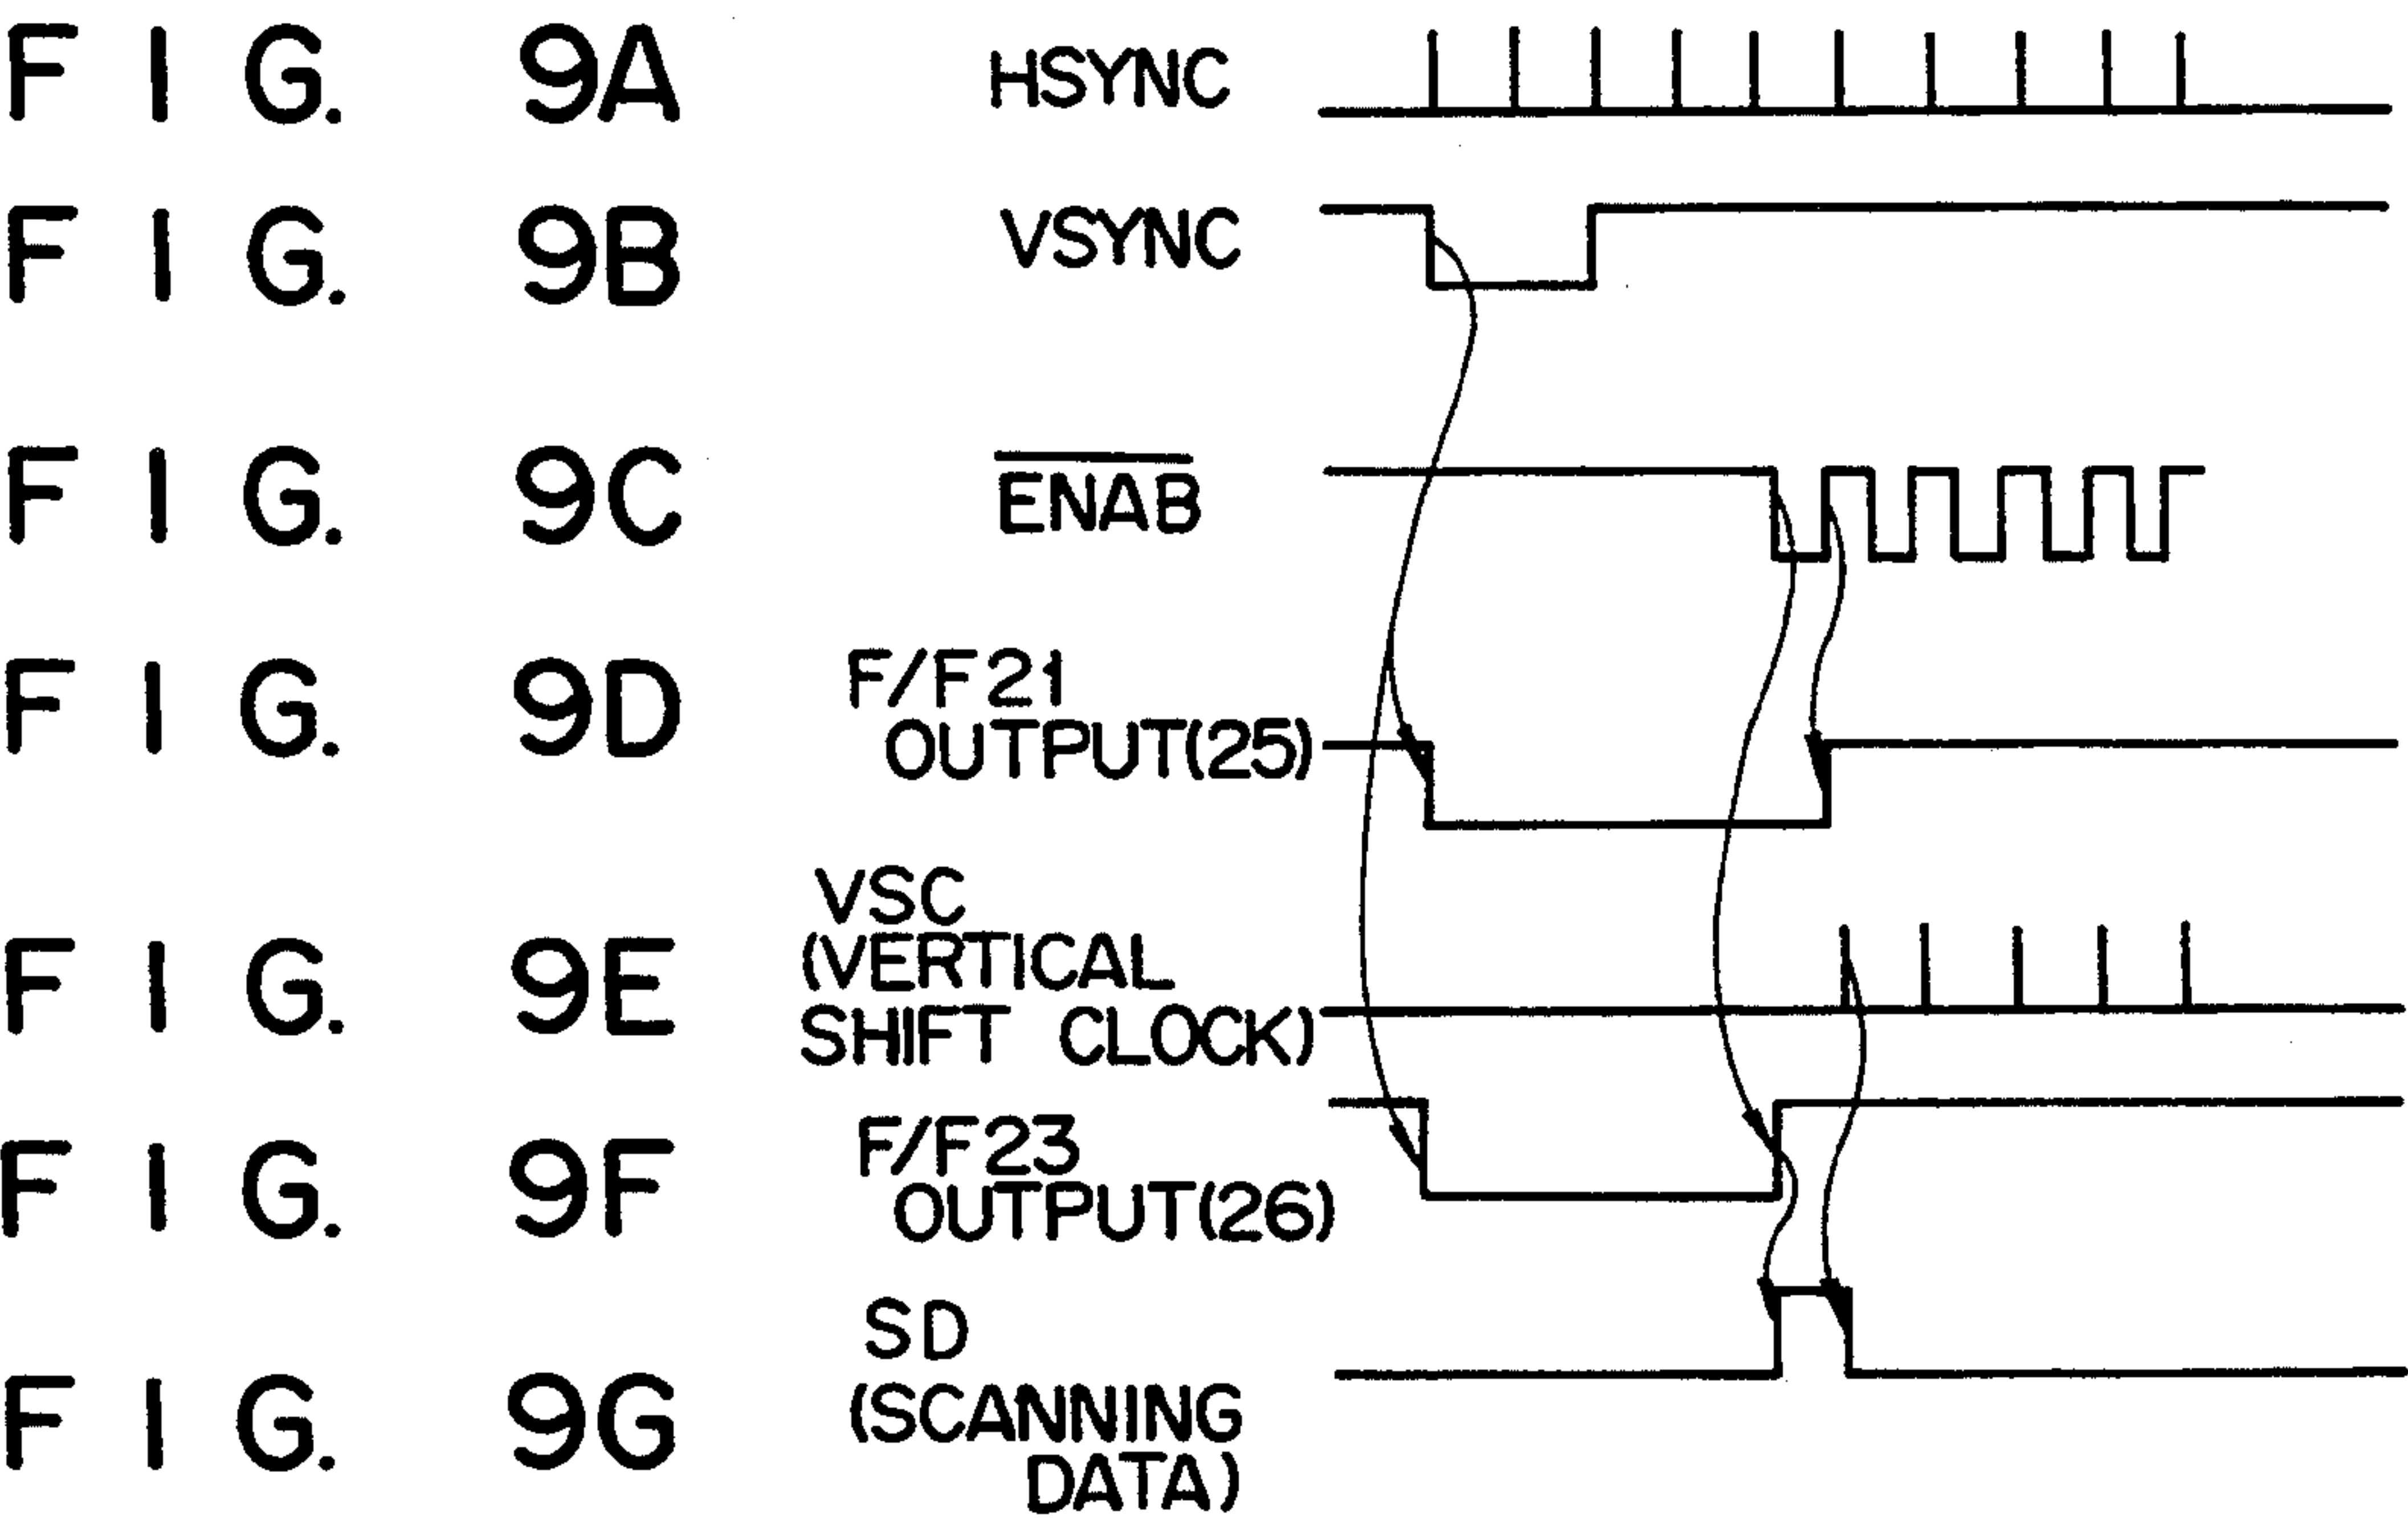 FIG. 9A HSYNC
FIG. 9B VSYNC
FIG. 9C E̅N̅A̅B̅
FIG. 9D F/F21
OUTPUT(25)
FIG. 9E VSC
(VERTICAL
SHIFT CLOCK)
FIG. 9F F/F23
OUTPUT(26)
FIG. 9G SD
(SCANNING
DATA)